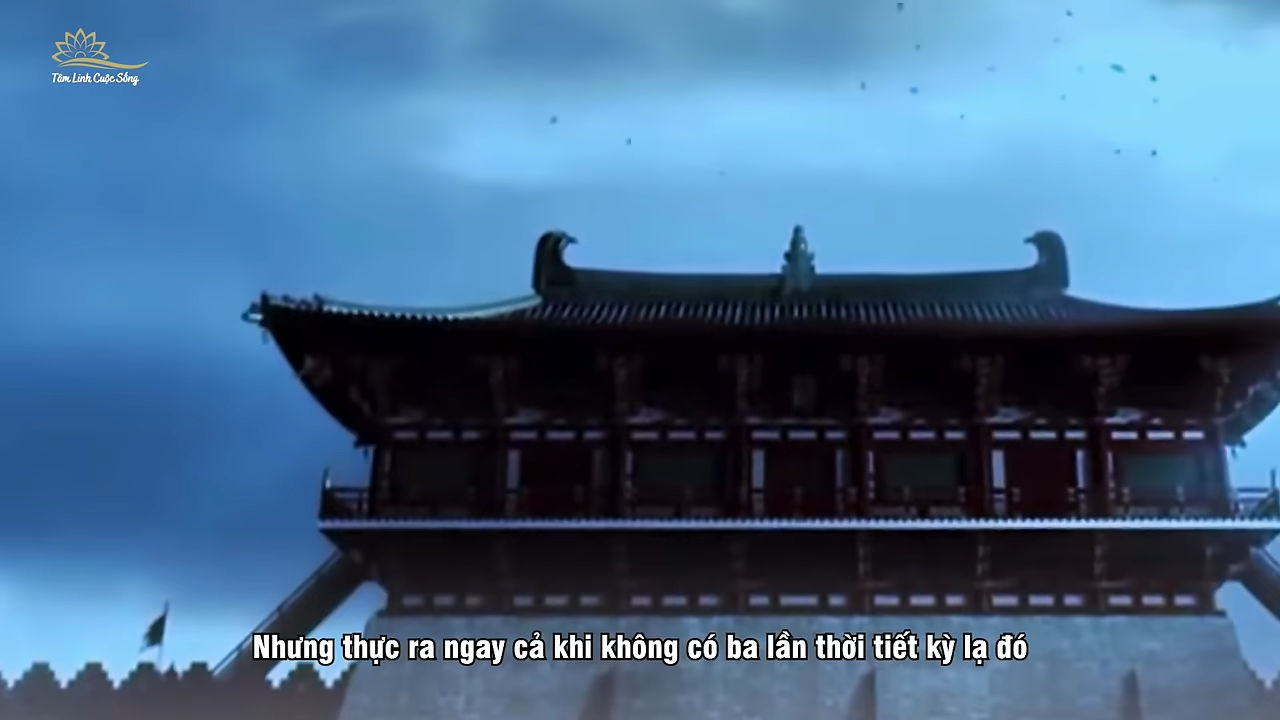 Tâm Linh Cuộc Sống
Nhưng thực ra ngay cả khi không có ba lần thời tiết kỳ lạ đó